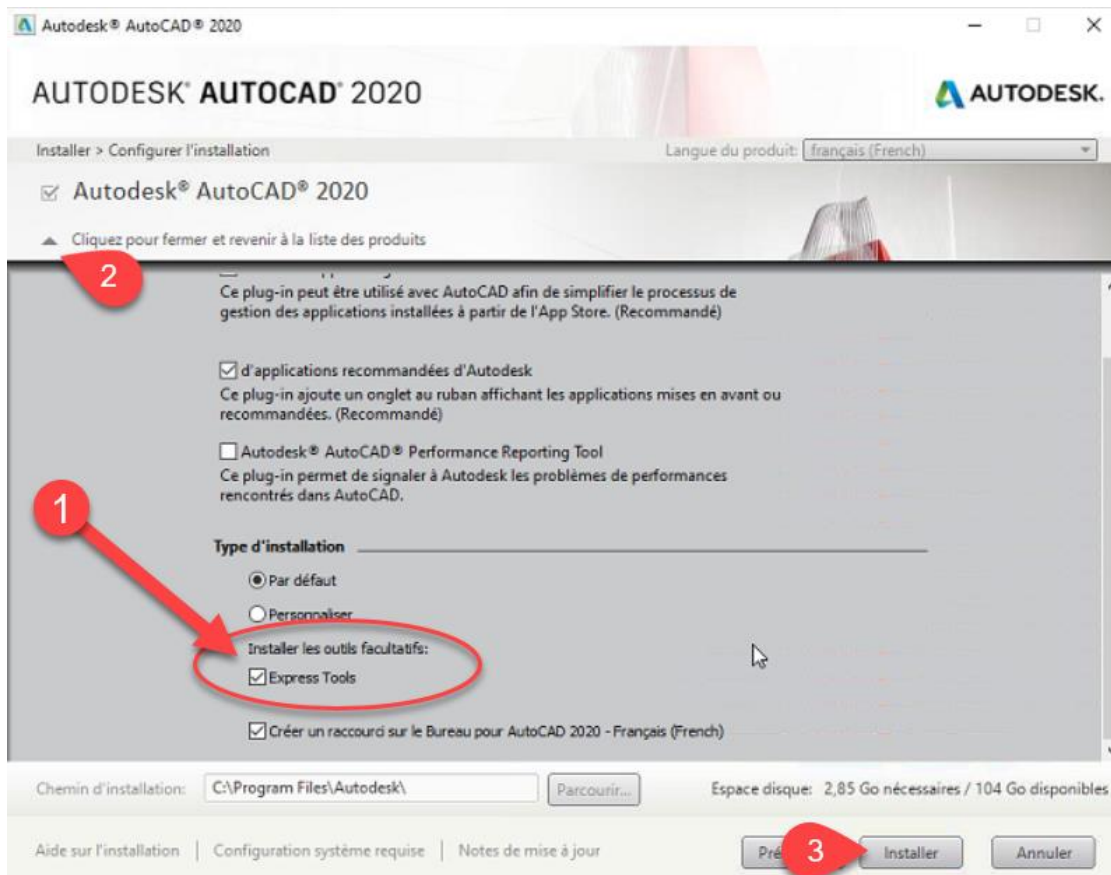 Autodesk® AutoCAD® 2020
AUTODESK® AUTOCAD® 2020
AUTODESK.
Installer > Configurer l'installation
Langue du produit: français (French)
Autodesk® AutoCAD® 2020
Cliquez pour fermer et revenir à la liste des produits
2
Ce plug-in peut être utilisé avec AutoCAD afin de simplifier le processus de
gestion des applications installées à partir de l'App Store. (Recommandé)
d'applications recommandées d'Autodesk
Ce plug-in ajoute un onglet au ruban affichant les applications mises en avant ou
recommandées. (Recommandé)
Autodesk® AutoCAD® Performance Reporting Tool
Ce plug-in permet de signaler à Autodesk les problèmes de performances
rencontrés dans AutoCAD.
1
Type d'installation
Par défaut
Personnaliser
Installer les outils facultatifs:
Express Tools
Créer un raccourci sur le Bureau pour AutoCAD 2020 - Français (French)
Chemin d'installation: C:\Program Files\Autodesk\ Parcourir... Espace disque: 2,85 Go nécessaires / 104 Go disponibles
Aide sur l'installation | Configuration système requise | Notes de mise à jour
3 Installer Annuler